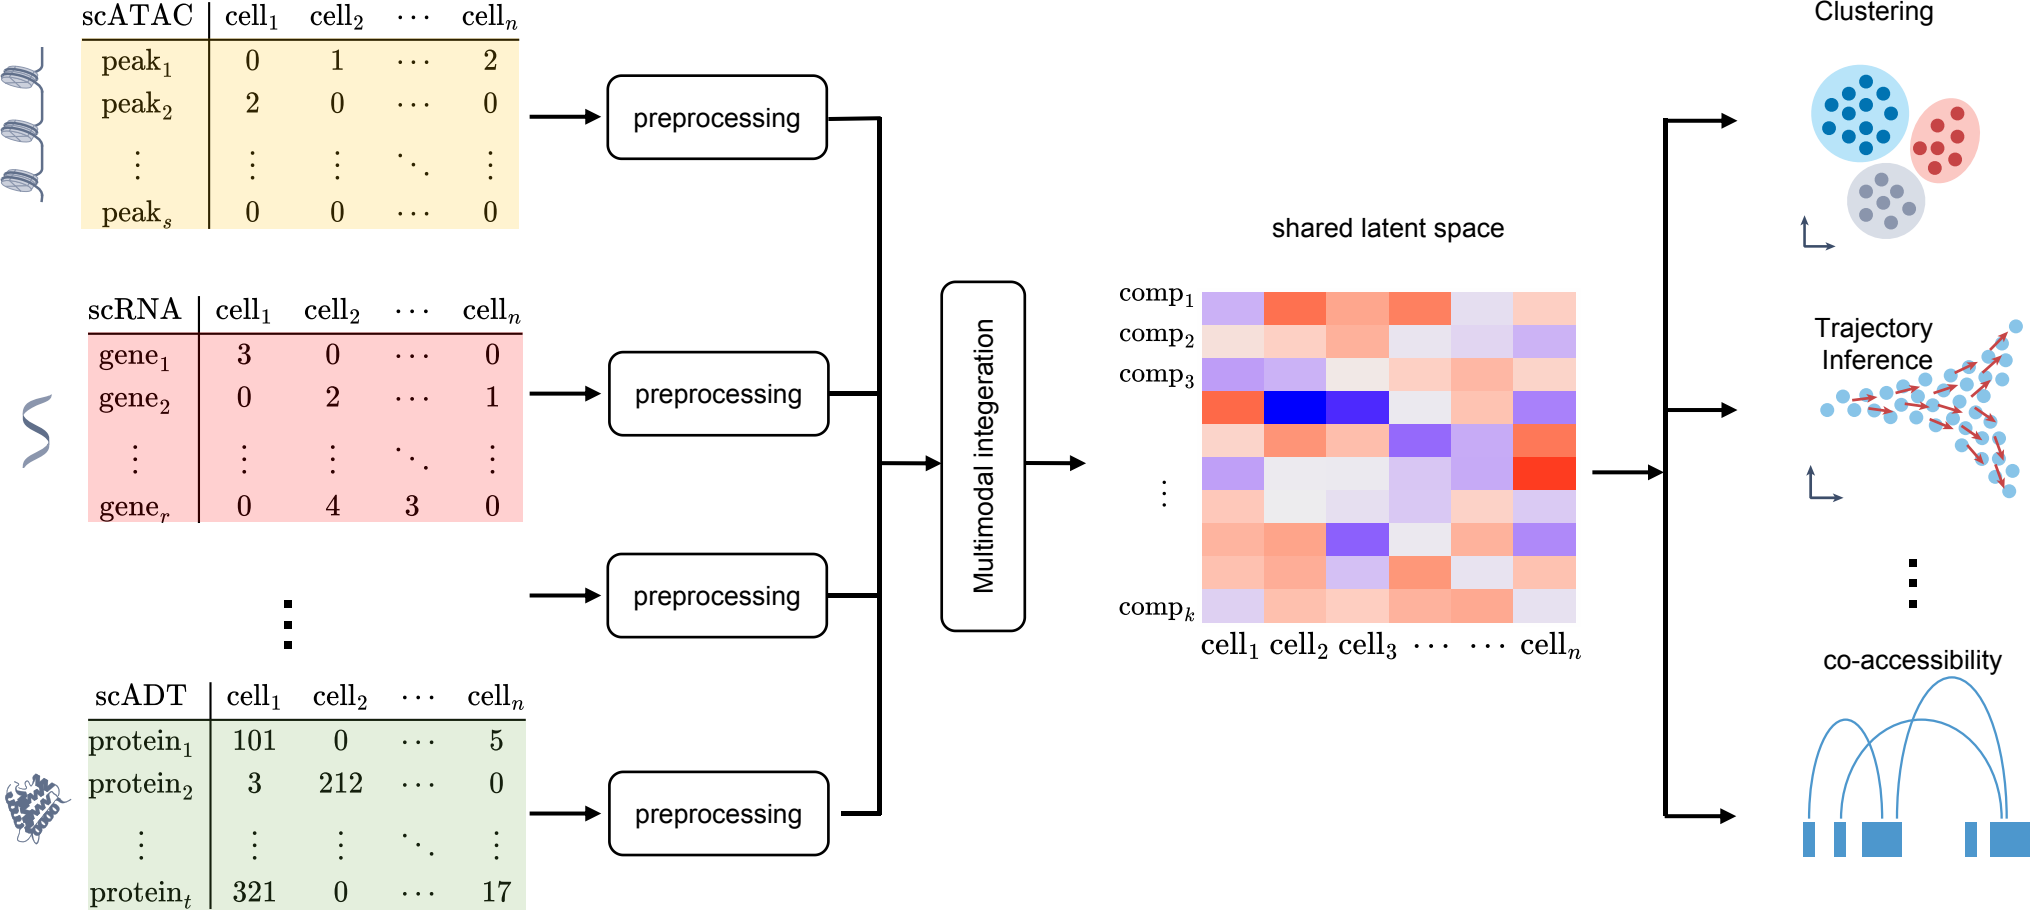 scATAC cell₁ cell₂ ⋯ cellₙ
peak₁ 0 1 ⋯ 2
peak₂ 2 0 ⋯ 0
⋮ ⋮ ⋮ ⋱ ⋮
peakₛ 0 0 ⋯ 0
scRNA cell₁ cell₂ ⋯ cellₙ
gene₁ 3 0 ⋯ 0
gene₂ 0 2 ⋯ 1
⋮ ⋮ ⋮ ⋱ ⋮
geneᵣ 0 4 3 0
⋮
scADT cell₁ cell₂ ⋯ cellₙ
protein₁ 101 0 ⋯ 5
protein₂ 3 212 ⋯ 0
⋮ ⋮ ⋮ ⋱ ⋮
proteinₜ 321 0 ⋯ 17
preprocessing
preprocessing
preprocessing
preprocessing
Multimodal integeration
shared latent space
comp₁
comp₂
comp₃
⋮
compₖ
cell₁ cell₂ cell₃ ⋯ ⋯ cellₙ
Clustering
Trajectory
Inference
⋮
co-accessibility